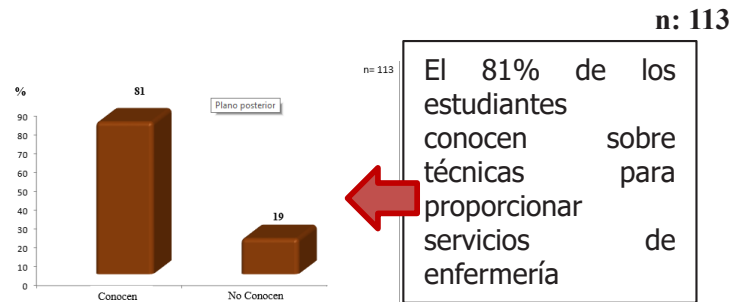 n: 113
n= 113
%
81
Plano posterior
90
80
70
60
50
40
30
20
10
0
19
Conocen
No Conocen
El 81% de los
estudiantes
conocen sobre
técnicas para
proporcionar
servicios de
enfermería